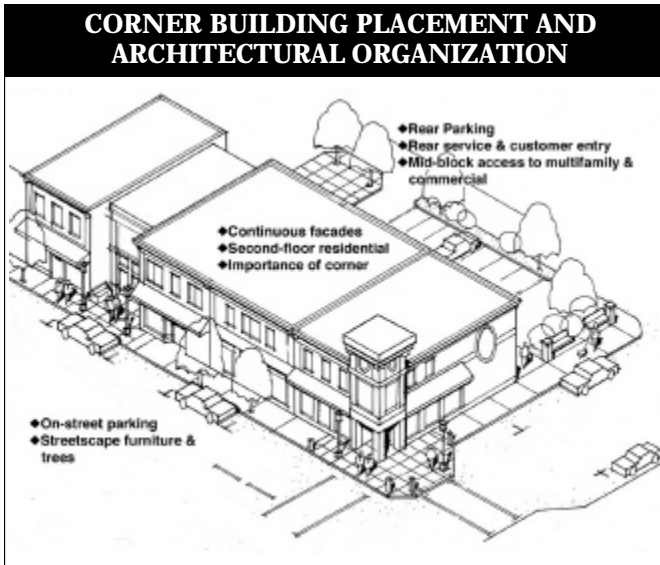 CORNER BUILDING PLACEMENT AND
ARCHITECTURAL ORGANIZATION
◆Rear Parking
◆Rear service & customer entry
◆Mid-block access to multifamily &
commercial
◆Continuous facades
◆Second-floor residential
◆Importance of corner
◆On-street parking
◆Streetscape furniture &
trees